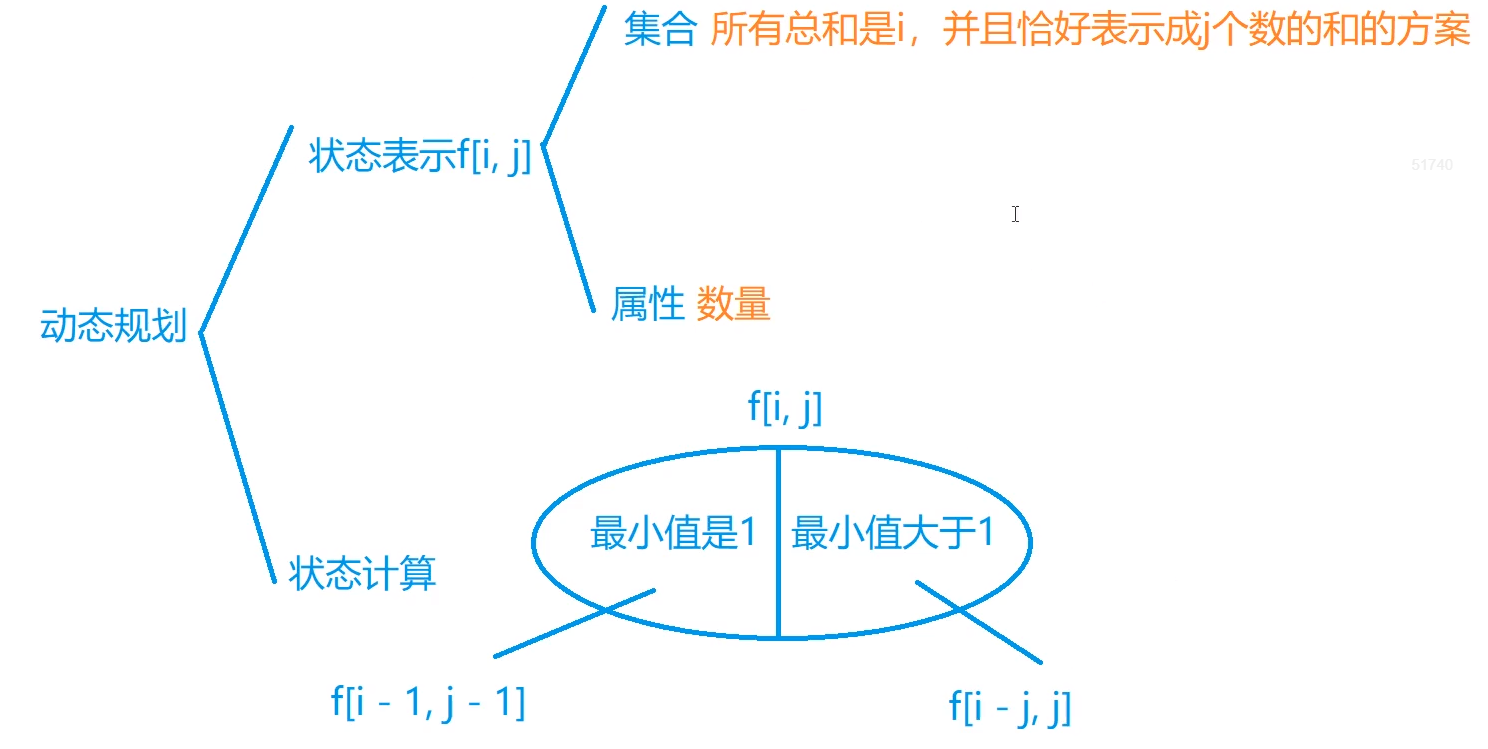 集合 所有总和是i，并且恰好表示成j个数的和的方案
状态表示f[i, j]
51740
属性 数量
动态规划
f[i, j]
最小值是1 最小值大于1
状态计算
f[i - 1, j - 1]
f[i - j, j]